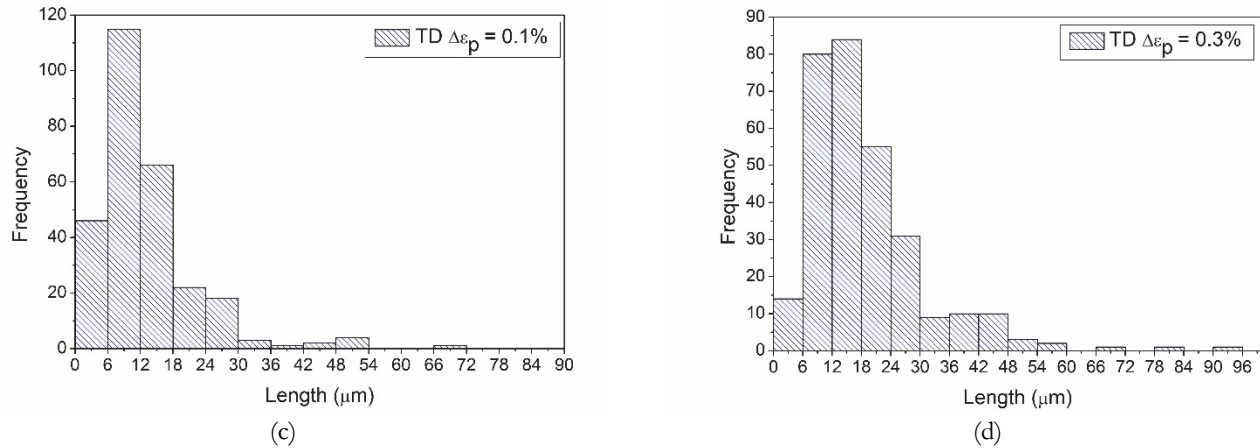 120
100
80
60
40
20
0
Frequency
TD Δεp = 0.1%
0 6 12 18 24 30 36 42 48 54 60 66 72 78 84 90
Length (μm)
(c)
90
80
70
60
50
40
30
20
10
0
Frequency
TD Δεp = 0.3%
0 6 12 18 24 30 36 42 48 54 60 66 72 78 84 90 96
Length (μm)
(d)